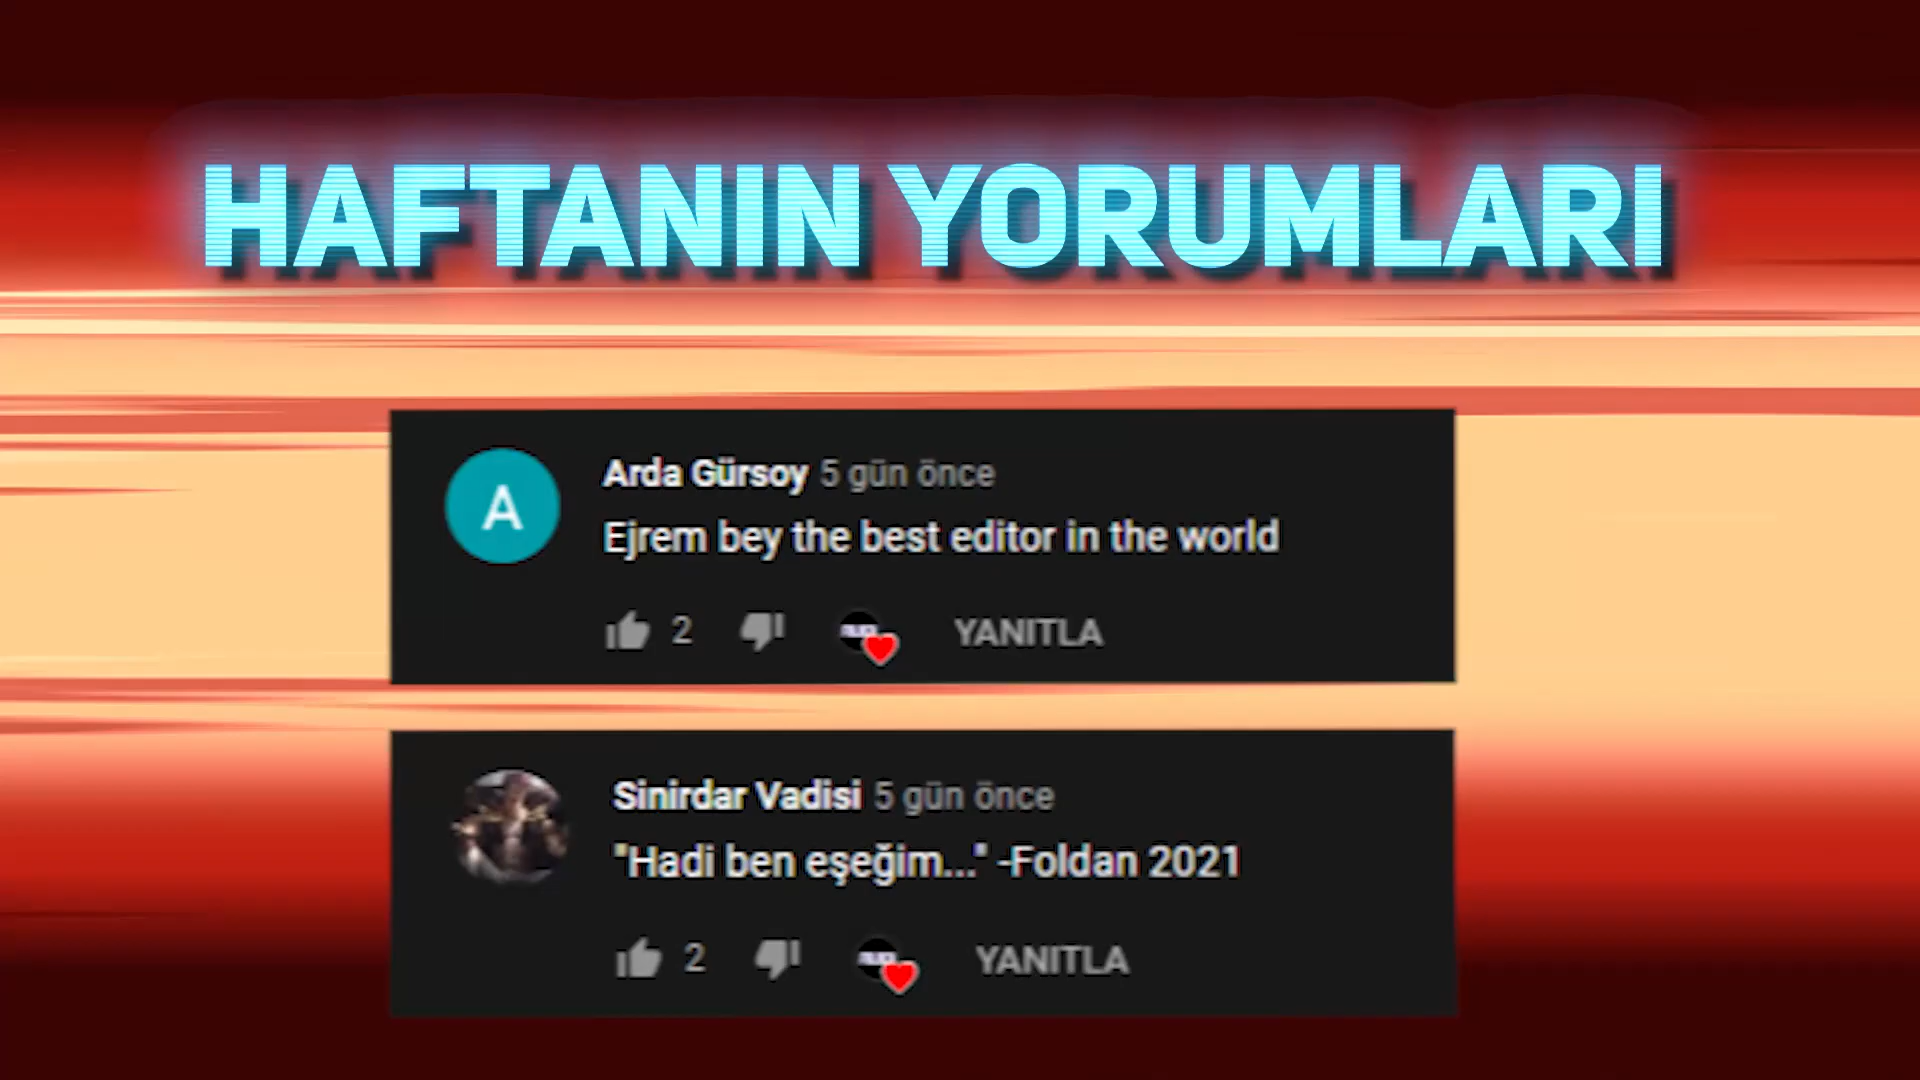 HAFTANIN YORUMLARI
A
Arda Gürsoy 5 gün önce
Ejrem bey the best editor in the world
2
YANITLA
Sinirdar Vadisi 5 gün önce
"Hadi ben eşeğim..." -Foldan 2021
2
YANITLA